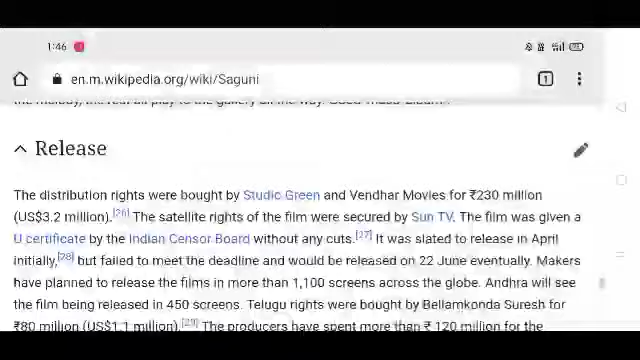 1:46
en.m.wikipedia.org/wiki/Saguni
1
Release
The distribution rights were bought by Studio Green and Vendhar Movies for ₹230 million
(US$3.2 million).[26] The satellite rights of the film were secured by Sun TV. The film was given a
U certificate by the Indian Censor Board without any cuts.[27] It was slated to release in April
initially,[28] but failed to meet the deadline and would be released on 22 June eventually. Makers
have planned to release the films in more than 1,100 screens across the globe. Andhra will see
the film being released in 450 screens. Telugu rights were bought by Bellamkonda Suresh for
₹80 million (US$1.1 million).[29] The producers have spent more than ₹ 120 million for the